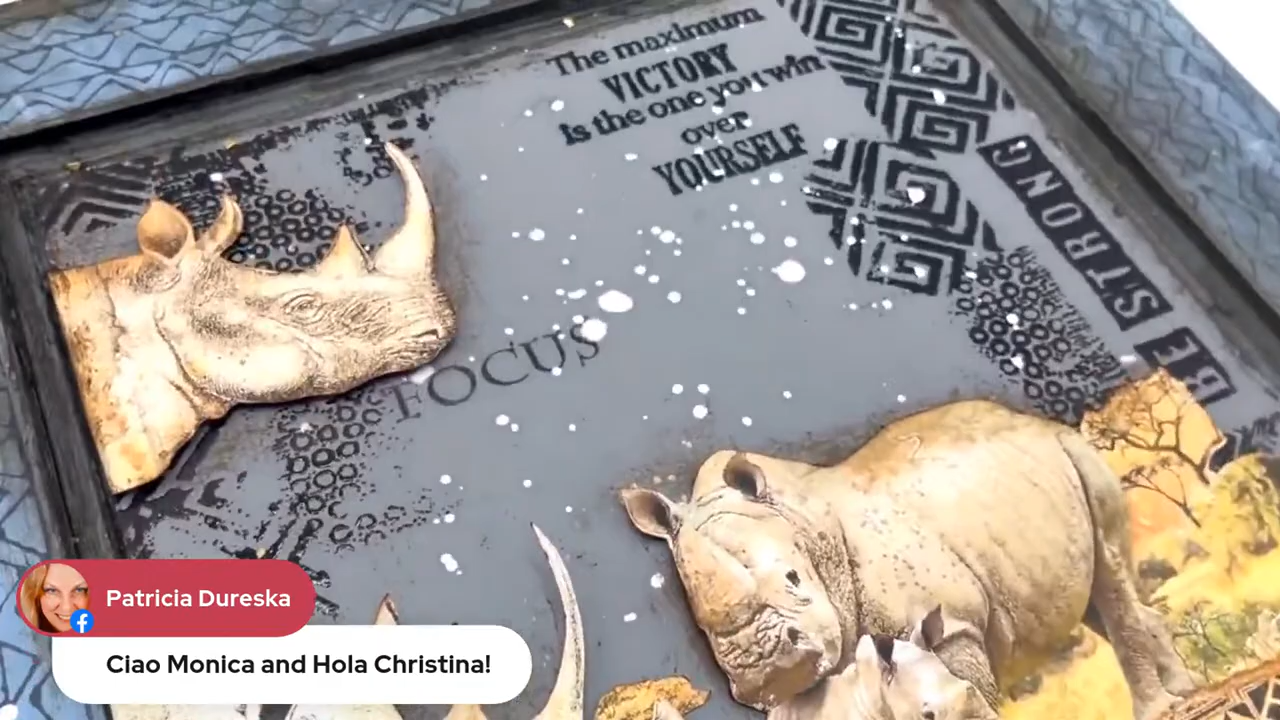 The maximum
VICTORY
Is the one you win
over
YOURSELF
BE STRONG
FOCUS
Patricia Dureska
Ciao Monica and Hola Christina!